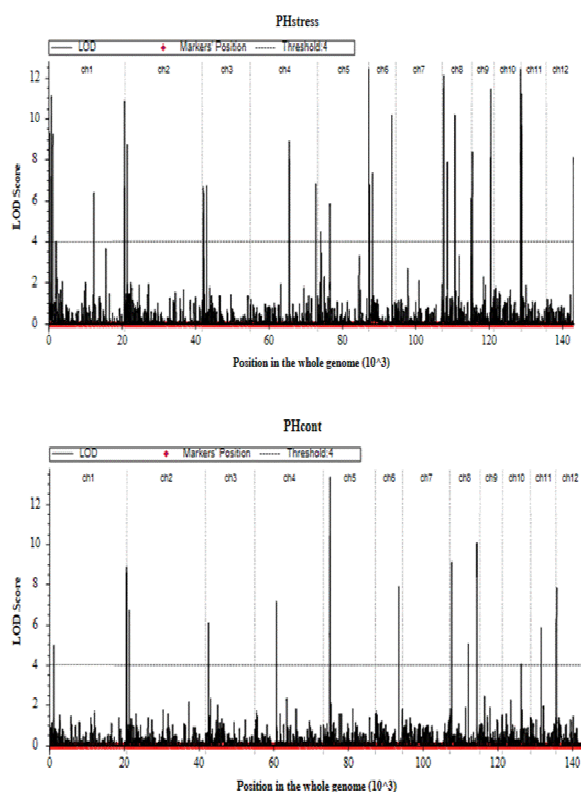 PHstress
LOD Markers' Position Threshold:4
ch1 ch2 ch3 ch4 ch5 ch6 ch7 ch8 ch9 ch10 ch11 ch12
12
10
8
6
4
2
0
LOD Score
0 20 40 60 80 100 120 140
Position in the whole genome (10^3)
PHcont
LOD Markers' Position Threshold:4
ch1 ch2 ch3 ch4 ch5 ch6 ch7 ch8 ch9 ch10 ch11 ch12
12
10
8
6
4
2
0
LOD Score
0 20 40 60 80 100 120 140
Position in the whole genome (10^3)